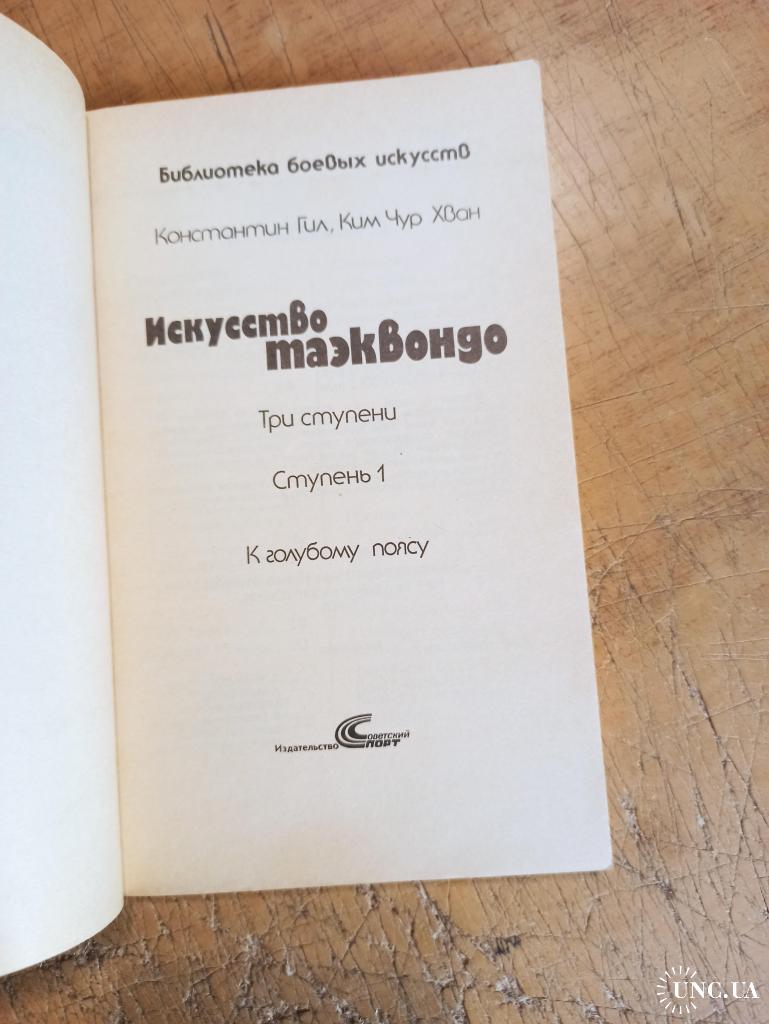 Библиотека боевых искусств
Константин Гил, Ким Чур Хван
Искусство
таэквондо
Три ступени
Ступень 1
К голубому поясу
Издательство Советский Спорт
UNC.UA